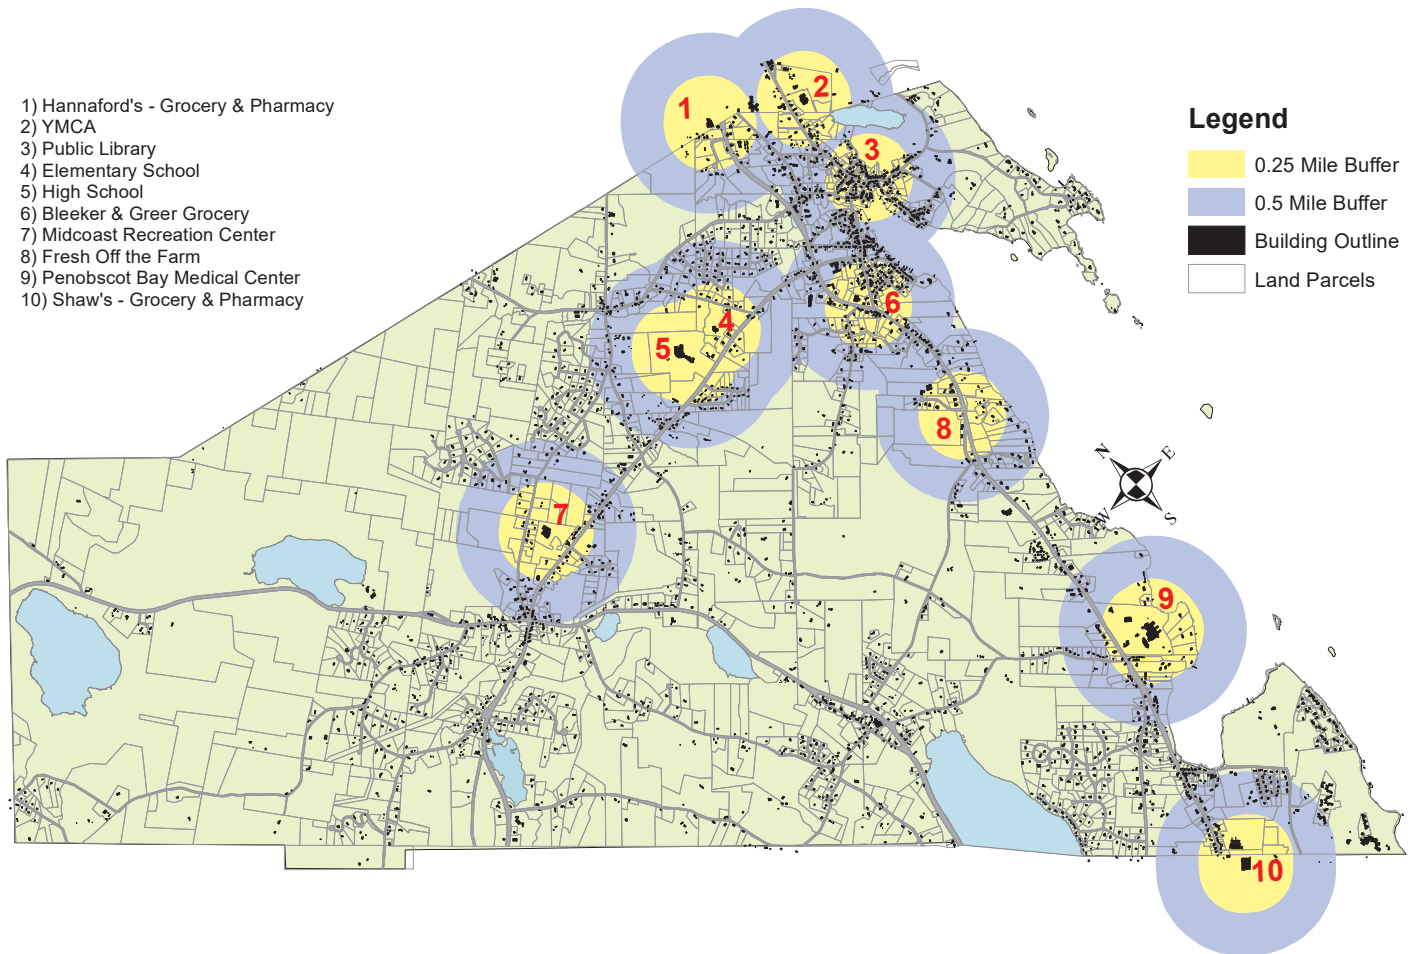 1) Hannaford's - Grocery & Pharmacy
2) YMCA
3) Public Library
4) Elementary School
5) High School
6) Bleeker & Greer Grocery
7) Midcoast Recreation Center
8) Fresh Off the Farm
9) Penobscot Bay Medical Center
10) Shaw's - Grocery & Pharmacy
Legend
0.25 Mile Buffer
0.5 Mile Buffer
Building Outline
Land Parcels
1
2
3
4
5
6
7
8
9
10
N
E
W
S